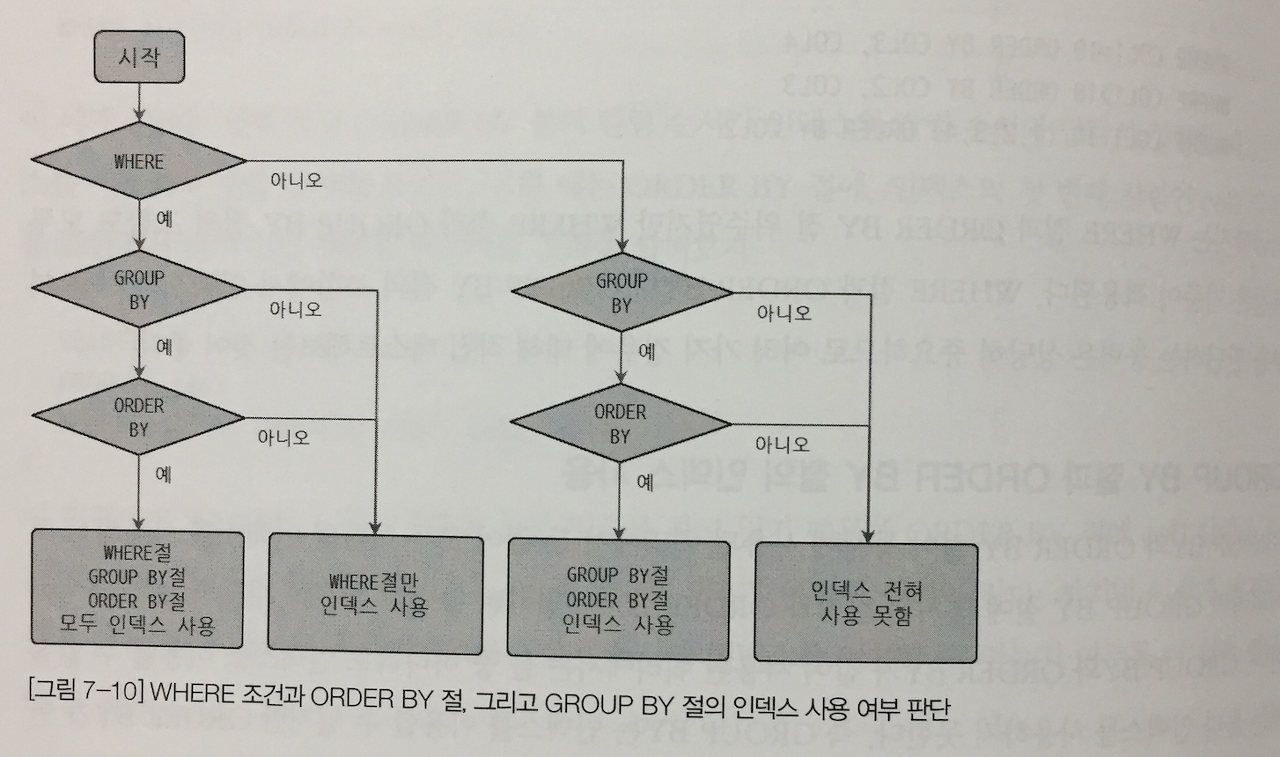 시작
WHERE
아니오
예
GROUP
BY
아니오
예
ORDER
BY
아니오
예
WHERE절
GROUP BY절
ORDER BY절
모두 인덱스 사용
WHERE절만
인덱스 사용
GROUP
BY
아니오
예
ORDER
BY
아니오
예
GROUP BY절
ORDER BY절
인덱스 사용
인덱스 전혀
사용 못함
[그림 7-10] WHERE 조건과 ORDER BY 절, 그리고 GROUP BY 절의 인덱스 사용 여부 판단